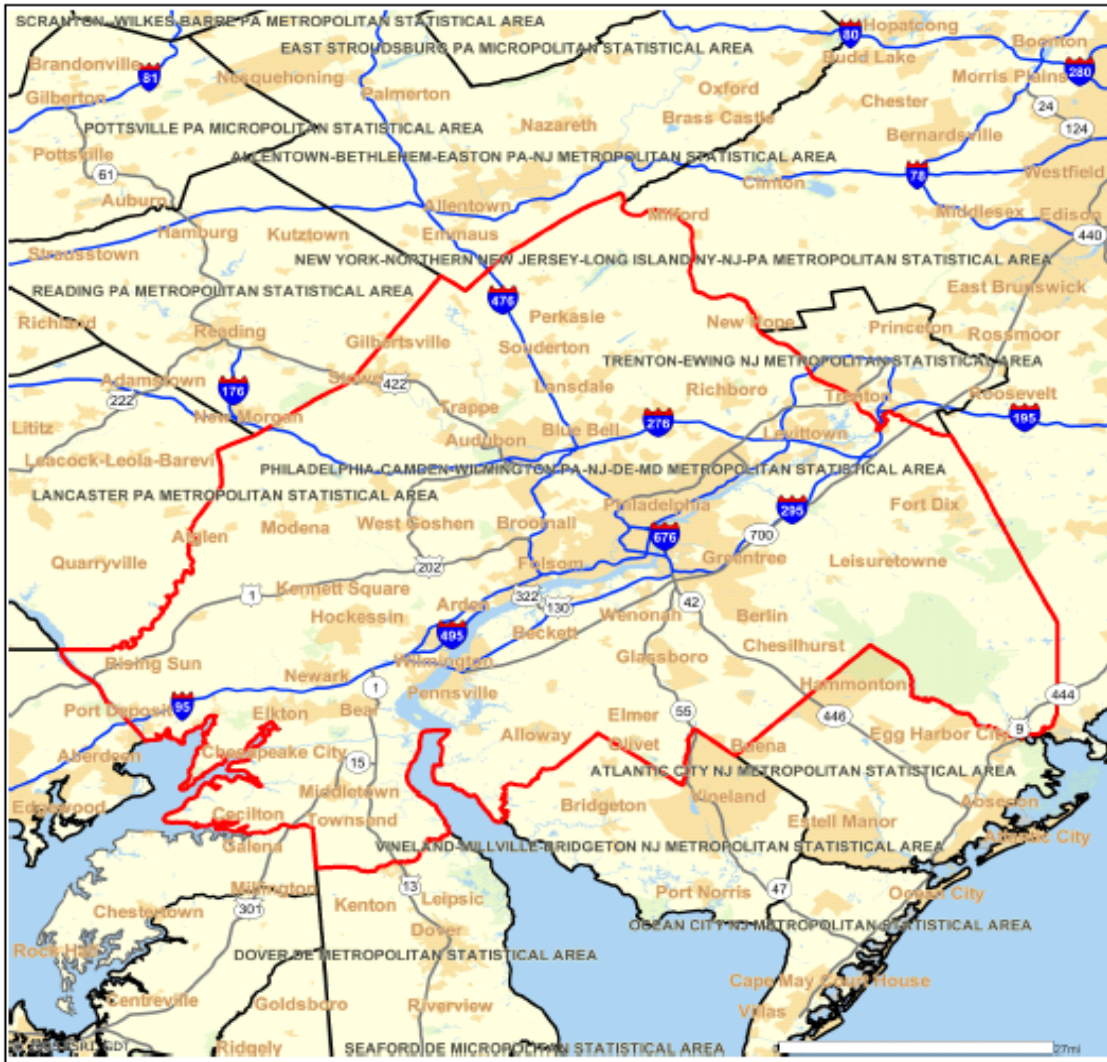 SCRANTON--WILKES-BARRE PA METROPOLITAN STATISTICAL AREA
Hopatcong
80
EAST STROUDSBURG PA MICROPOLITAN STATISTICAL AREA
Boonton
Budd Lake
Brandonville
81
Nesquehoning
280
Morris Plains
Gilberton
Palmerton
Oxford
Chester
24
Brass Castle
124
POTTSVILLE PA MICROPOLITAN STATISTICAL AREA
Nazareth
Bernardsville
Pottsville
ALLENTOWN-BETHLEHEM-EASTON PA-NJ METROPOLITAN STATISTICAL AREA
61
78
Westfield
Clinton
Auburn
Allentown
Milford
Middlesex
Edison
Hamburg
Kutztown
Emmaus
440
Strausstown
NEW YORK-NORTHERN NEW JERSEY-LONG ISLAND NY-NJ-PA METROPOLITAN STATISTICAL AREA
READING PA METROPOLITAN STATISTICAL AREA
East Brunswick
476
Perkasie
Richland
Reading
Gilbertsville
New Hope
Princeton
Rossmoor
Souderton
TRENTON-EWING NJ METROPOLITAN STATISTICAL AREA
Adamstown
176
Stowe
422
Lansdale
Richboro
Trenton
Roosevelt
222
Trappe
New Morgan
195
Lititz
Audubon
Blue Bell
276
Levittown
Leacock-Leola-Barevi
PHILADELPHIA-CAMDEN-WILMINGTON PA-NJ-DE-MD METROPOLITAN STATISTICAL AREA
LANCASTER PA METROPOLITAN STATISTICAL AREA
Philadelphia
Fort Dix
Modena
West Goshen
Broomall
295
Atglen
676
700
Quarryville
202
Folsom
Greentree
Leisuretowne
1
Kennett Square
322
130
42
Hockessin
Arden
Wenonah
Berlin
495
Beckett
Chesilhurst
Rising Sun
Wilmington
Glassboro
Newark
1
Pennsville
Hammonton
Port Deposit
95
Elkton
Bear
55
446
444
Elmer
9
Alloway
Egg Harbor City
Aberdeen
Chesapeake City
Olivet
Buena
15
ATLANTIC CITY NJ METROPOLITAN STATISTICAL AREA
Middletown
Vineland
Edgewood
Cecilton
Bridgeton
Absecon
Townsend
Estell Manor
Galena
Atlantic City
VINELAND-MILLVILLE-BRIDGETON NJ METROPOLITAN STATISTICAL AREA
Millington
13
Port Norris
47
Ocean City
Kenton
Leipsic
Chestertown
301
OCEAN CITY NJ METROPOLITAN STATISTICAL AREA
Dover
Rock Hall
DOVER DE METROPOLITAN STATISTICAL AREA
Cape May Court House
Centreville
Goldsboro
Riverview
Villas
Ridgely
SEAFORD DE MICROPOLITAN STATISTICAL AREA
27mi